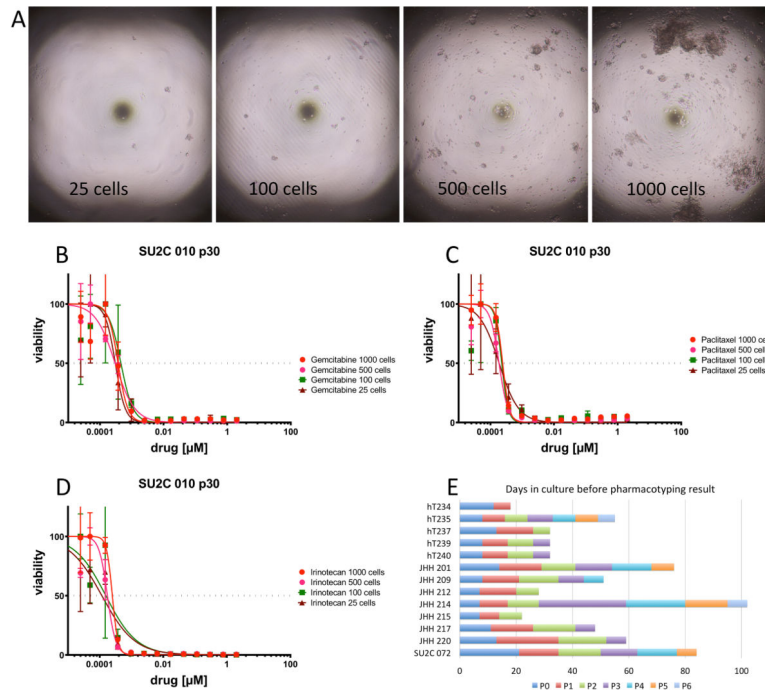 A
25 cells
100 cells
500 cells
1000 cells
B
SU2C 010 p30
viability
100
50
0
0.0001
0.01
1
100
drug [µM]
Gemcitabine 1000 cells
Gemcitabine 500 cells
Gemcitabine 100 cells
Gemcitabine 25 cells
C
SU2C 010 p30
viability
100
50
0
0.0001
0.01
1
100
drug [µM]
Paclitaxel 1000 cel
Paclitaxel 500 cells
Paclitaxel 100 cells
Paclitaxel 25 cells
D
SU2C 010 p30
viability
100
50
0
0.0001
0.01
1
100
drug [µM]
Irinotecan 1000 cells
Irinotecan 500 cells
Irinotecan 100 cells
Irinotecan 25 cells
E
Days in culture before pharmacotyping result
hT234
hT235
hT237
hT239
hT240
JHH 201
JHH 209
JHH 212
JHH 214
JHH 215
JHH 217
JHH 220
SU2C 072
0 20 40 60 80 100
P0 P1 P2 P3 P4 P5 P6